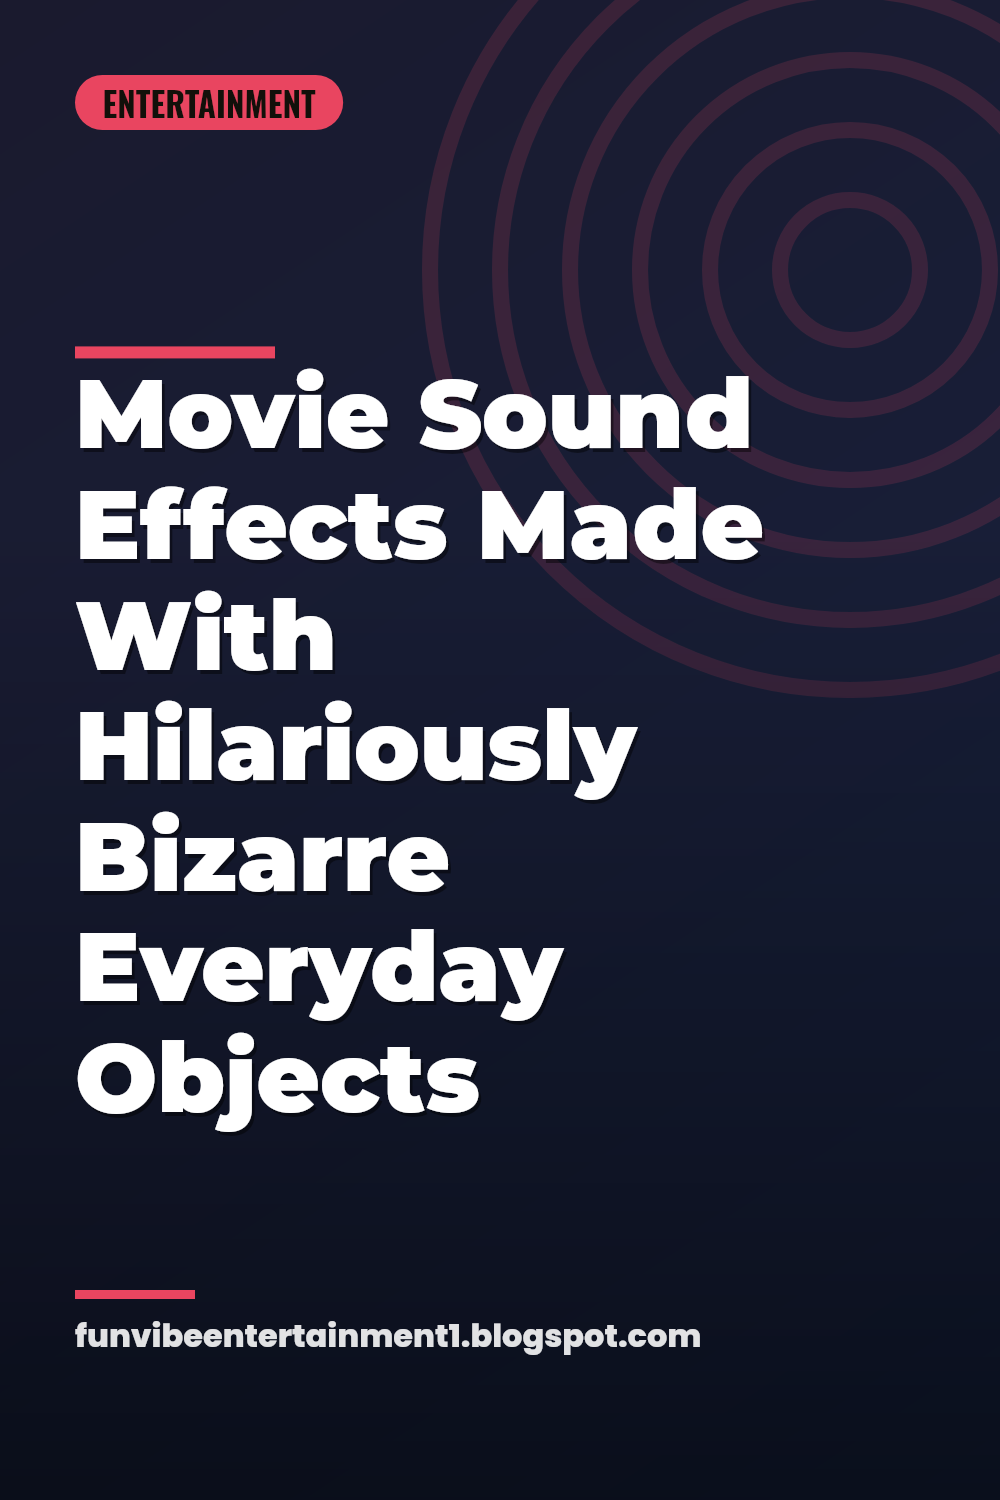 ENTERTAINMENT
Movie Sound
Effects Made
With
Hilariously
Bizarre
Everyday
Objects
funvibeentertainment1.blogspot.com